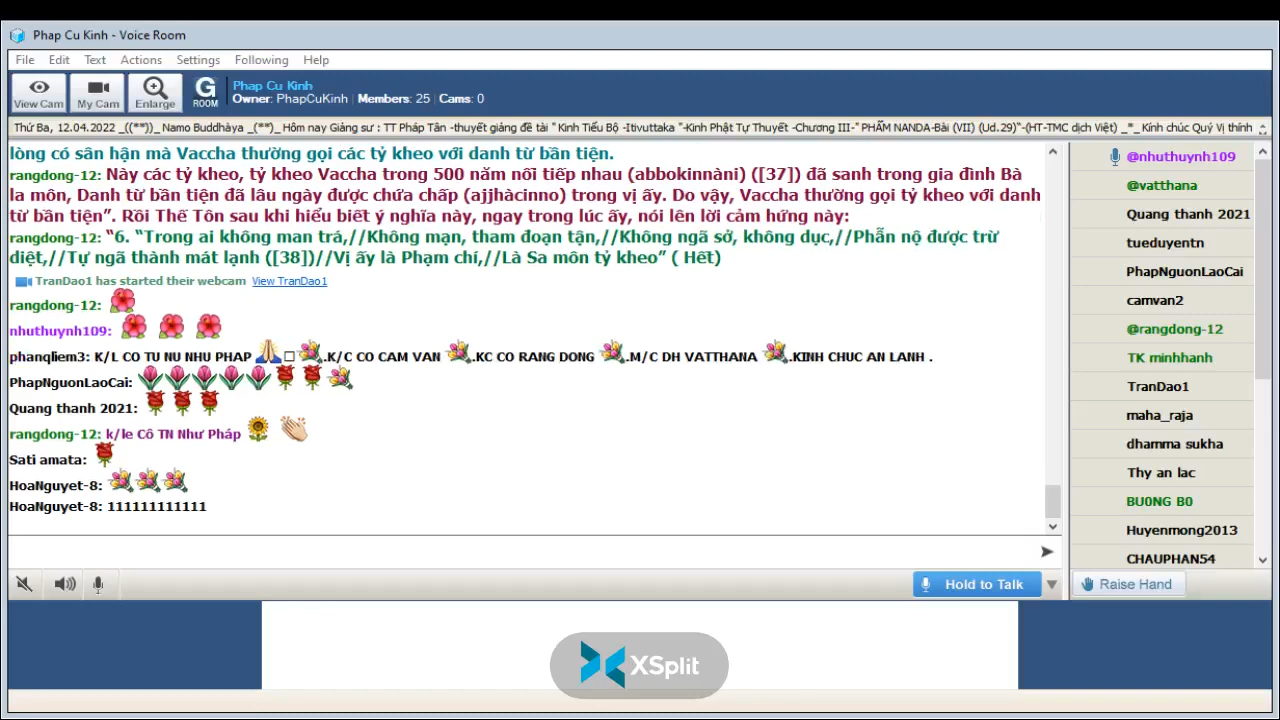 Phap Cu Kinh - Voice Room
File Edit Text Actions Settings Following Help
View Cam My Cam Enlarge G ROOM
Phap Cu Kinh
Owner: PhapCuKinh Members: 25 Cams: 0
Thứ Ba, 12.04.2022 _((**))_ Namo Buddhàya _(**)_ Hôm nay Giảng sư : TT Pháp Tân -thuyết giảng đề tài " Kinh Tiểu Bộ -Itivuttaka "-Kinh Phật Tự Thuyết -Chương III-" PHẨM NANDA-Bài (VII) (Ud.29)"-(HT-TMC dịch Việt) _*_ Kính chúc Quý Vị thính
lòng có sân hận mà Vaccha thường gọi các tỷ kheo với danh từ bần tiện.
rangdong-12: Này các tỷ kheo, tỷ kheo Vaccha trong 500 năm nối tiếp nhau (abbokinnàni) ([37]) đã sanh trong gia đình Bà
la môn, Danh từ bần tiện đã lâu ngày được chứa chấp (ajjhàcinno) trong vị ấy. Do vậy, Vaccha thường gọi tỷ kheo với danh
từ bần tiện”. Rồi Thế Tôn sau khi hiểu biết ý nghĩa này, ngay trong lúc ấy, nói lên lời cảm hứng này:
rangdong-12: “6. “Trong ai không man trá,//Không mạn, tham đoạn tận,//Không ngã sở, không dục,//Phẫn nộ được trừ
diệt,//Tự ngã thành mát lạnh ([38])//Vị ấy là Phạm chí,//Là Sa môn tỷ kheo” ( Hết)
TranDao1 has started their webcam View TranDao1
rangdong-12:
nhuthuynh109:
phanqliem3: K/L CO TU NU NHU PHAP .K/C CO CAM VAN .KC CO RANG DONG .M/C DH VATTHANA .KINH CHUC AN LANH .
PhapNguonLaoCai:
Quang thanh 2021:
rangdong-12: k/le Cô TN Như Pháp
Sati amata:
HoaNguyet-8:
HoaNguyet-8: 111111111111
Hold to Talk
@nhuthuynh109
@vatthana
Quang thanh 2021
tueduyentn
PhapNguonLaoCai
camvan2
@rangdong-12
TK minhhanh
TranDao1
maha_raja
dhamma sukha
Thy an lac
BU0NG B0
Huyenmong2013
CHAUPHAN54
Raise Hand
XSplit